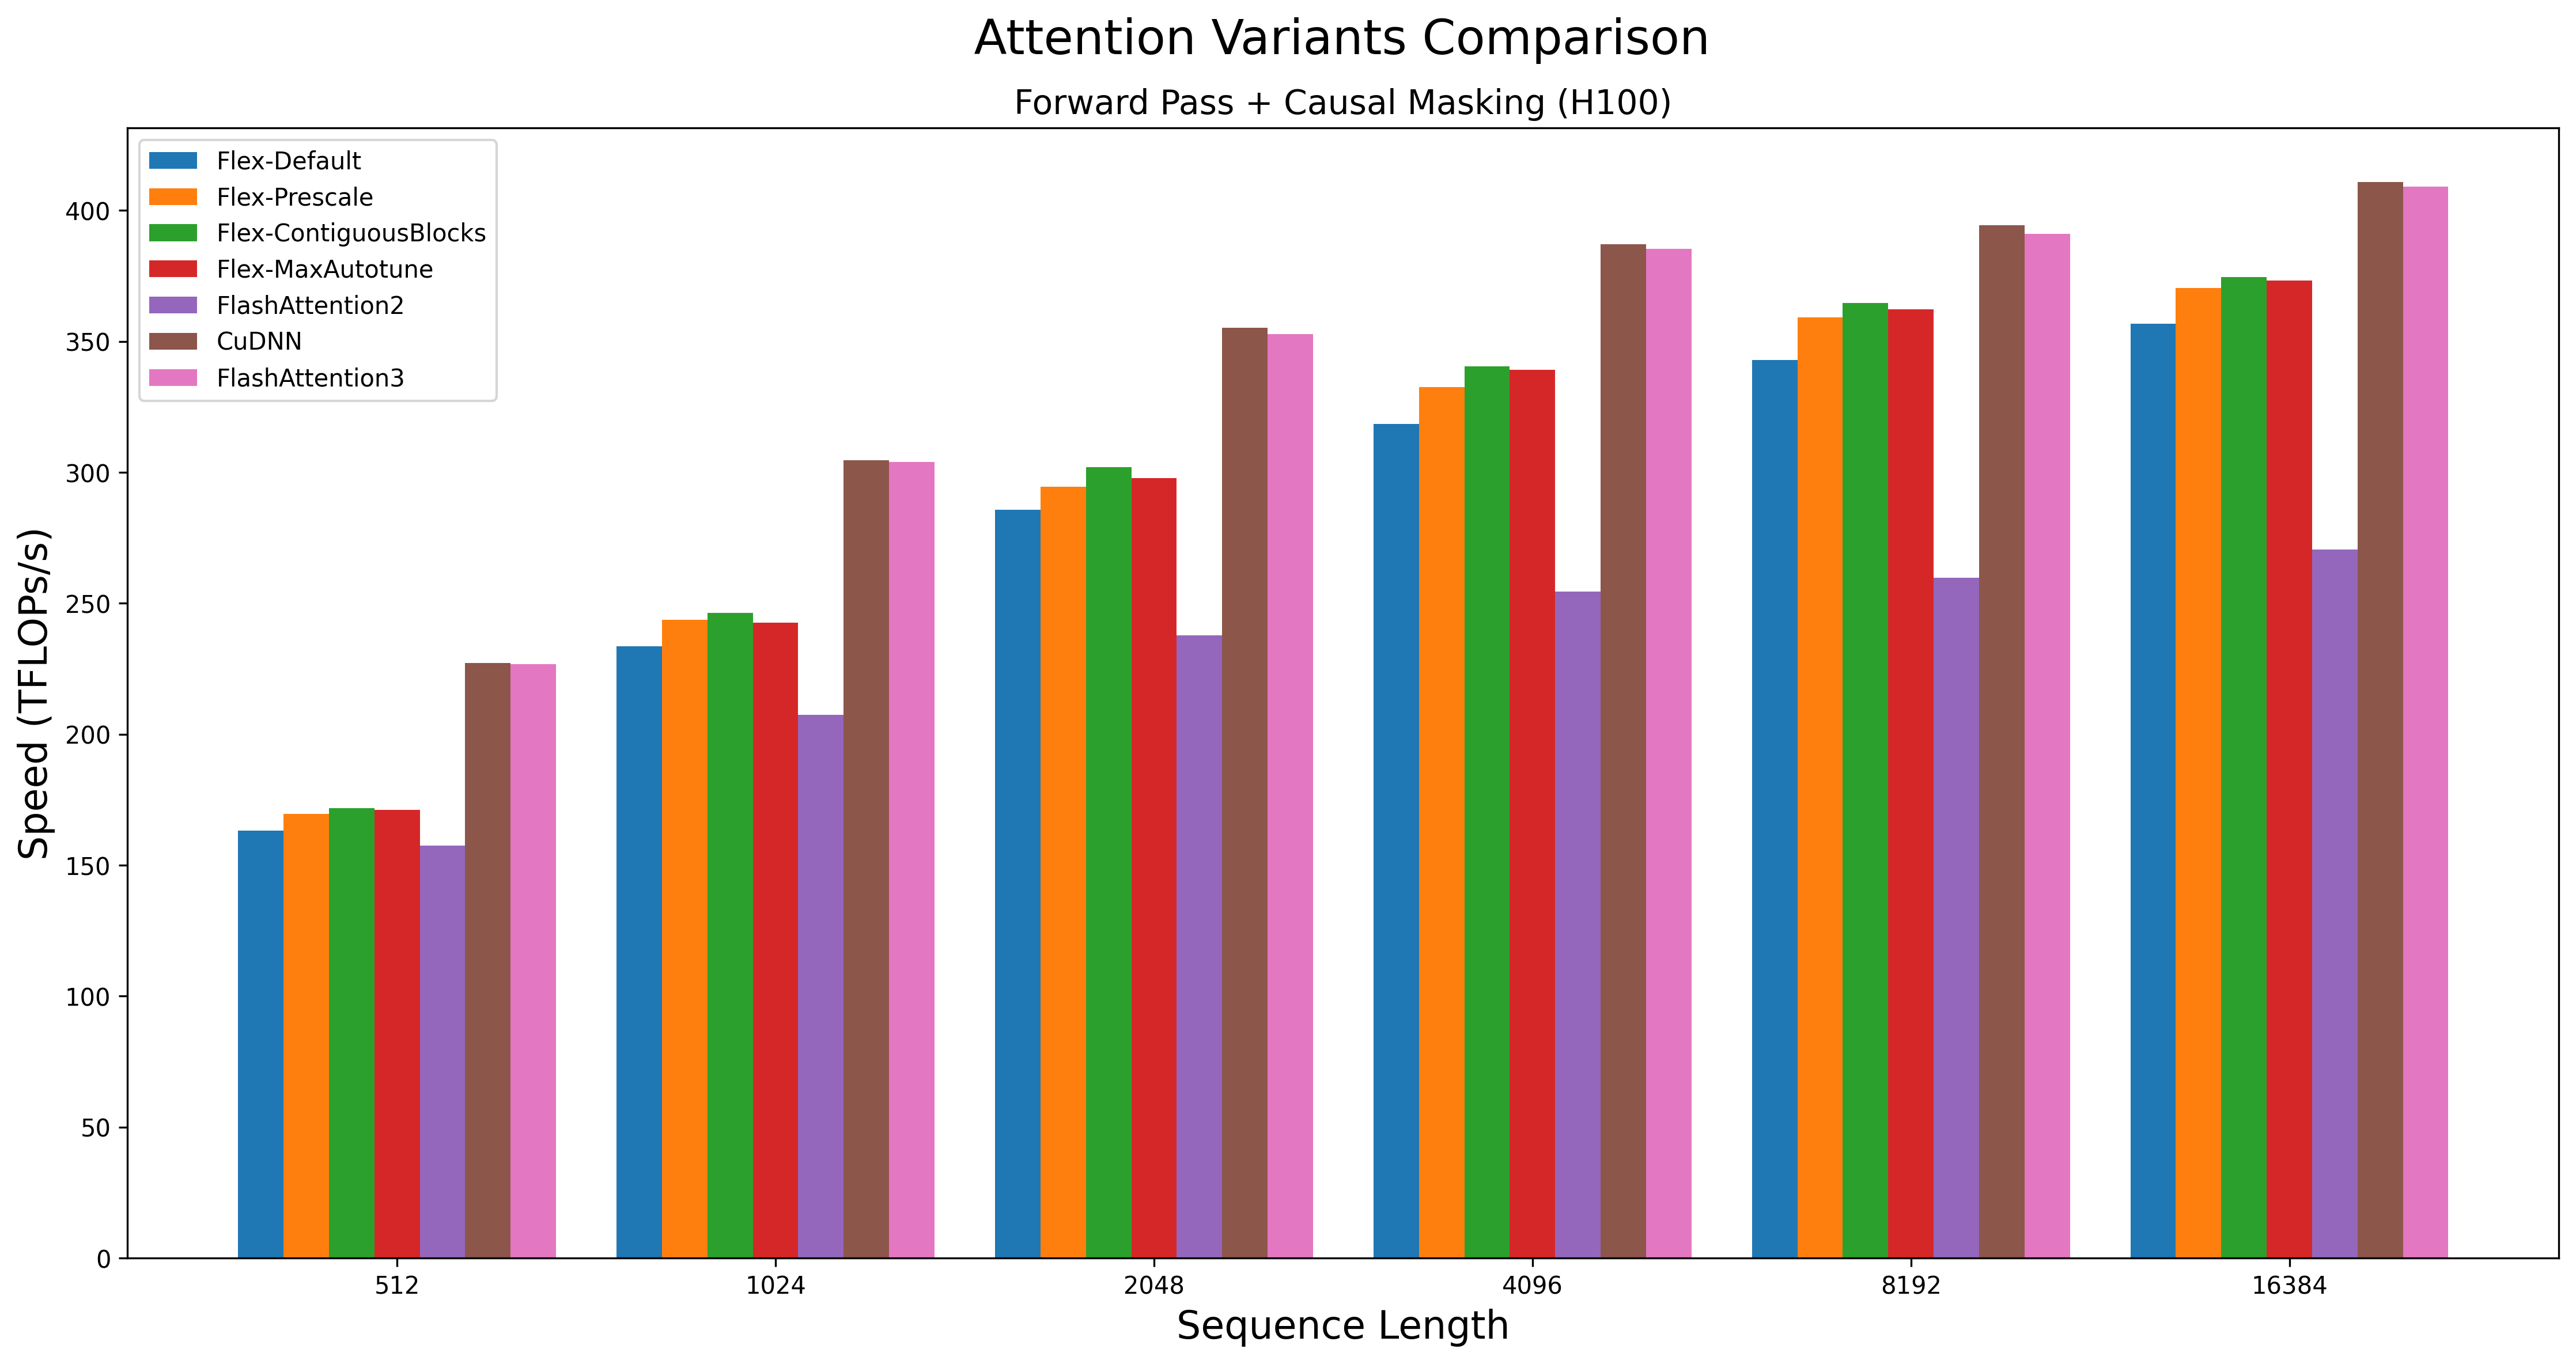 Attention Variants Comparison
Forward Pass + Causal Masking (H100)
Flex-Default
Flex-Prescale
Flex-ContiguousBlocks
Flex-MaxAutotune
FlashAttention2
CuDNN
FlashAttention3
Speed (TFLOPs/s)
400
350
300
250
200
150
100
50
0
512 1024 2048 4096 8192 16384
Sequence Length